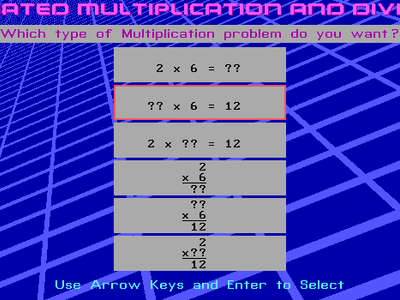 ATED MULTIPLICATION AND DIVI
Which type of Multiplication problem do you want?
2 x 6 = ??
?? x 6 = 12
2 x ?? = 12
2
x 6
??
??
x 6
12
2
x??
12
Use Arrow Keys and Enter to Select